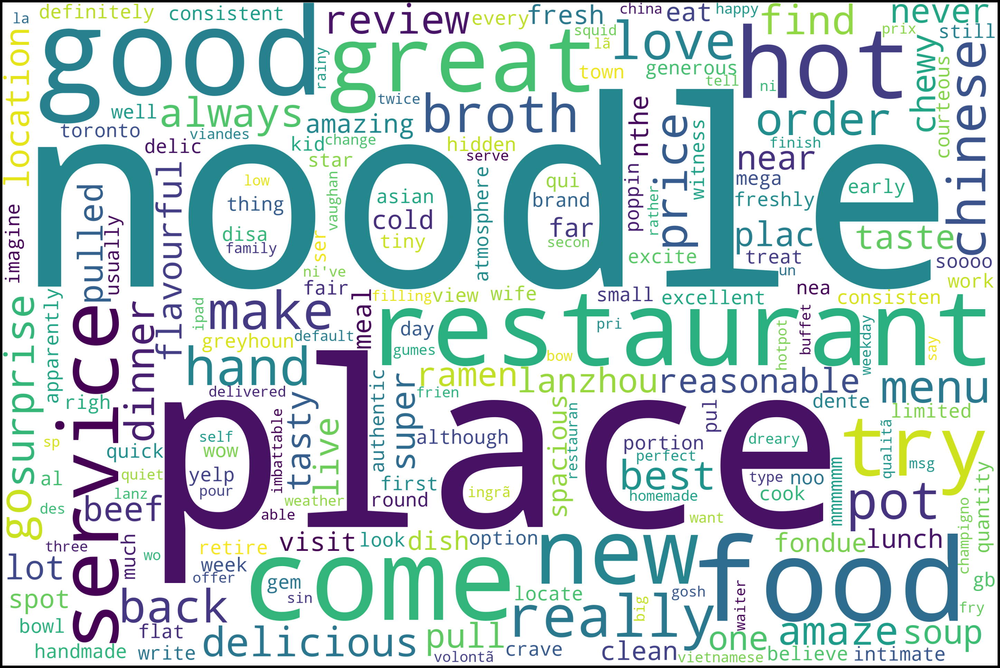 la
definitely
consistent
review
every
fresh
china
eat
happy
find
never
location
good
rainy
great
squid
lã
love
prix
still
hot
chewy
courteous
chinese
town
generous
tell
ni
well
always
twice
amazing
broth
nthe
price
witness
order
toronto
viandes
delic
kid
change
hidden
star
serve
finish
near
noodle
low
thing
disa
family
vaughan
asian
cold
tiny
atmosphere
qui
brand
far
secon
poppin
rather
mega
freshly
early
plac
taste
excite
treat
un
soooo
work
imagine
pulled
usually
flavourful
ser
ni've
fair
filling
view
wife
small
excellent
nea
consisten
surprise
apparently
service
dinner
ipad
make
meal
restaurant
day
pri
buffet
weekday
say
greyhoun
default
gumes
bow
hotpot
hand
ramen
lanzhou
reasonable
menu
delivered
frien
dente
limited
righ
tasty
authentic
super
spacious
restauran
pul
place
self
wow
yelp
pour
imbattable
live
although
portion
perfect
best
homemade
dreary
type
noo
cook
try
qualitã
msg
sp
quick
al
quiet
lanz
des
go
beef
first
round
weather
able
ingrã
want
mmmmmm
pot
champigno
quantity
three
much
wo
retire
visit
look
dish
option
new
fondue
lunch
lot
week
offer
come
gem
sin
food
gb
spot
back
locate
really
big
gosh
waiter
fry
bowl
flat
delicious
pull
one
amaze
soup
handmade
write
volontã
crave
clean
vietnamese
believe
intimate